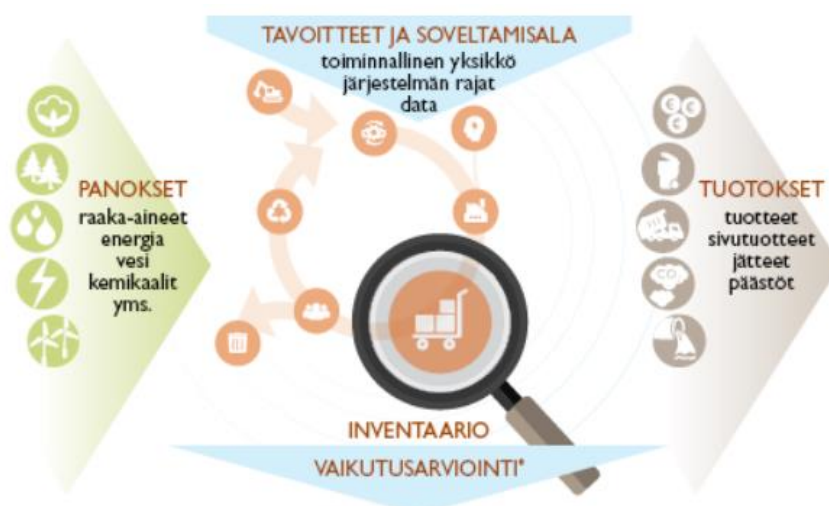 TAVOITTEET JA SOVELTAMISALA
toiminnallinen yksikkö
järjestelmän rajat
data
PANOKSET
raaka-aineet
energia
vesi
kemikaalit
yms.
TUOTOKSET
tuotteet
sivutuotteet
jätteet
päästöt
€
€
€
CO
INVENTAARIO
VAIKUTUSARVIOINTI*